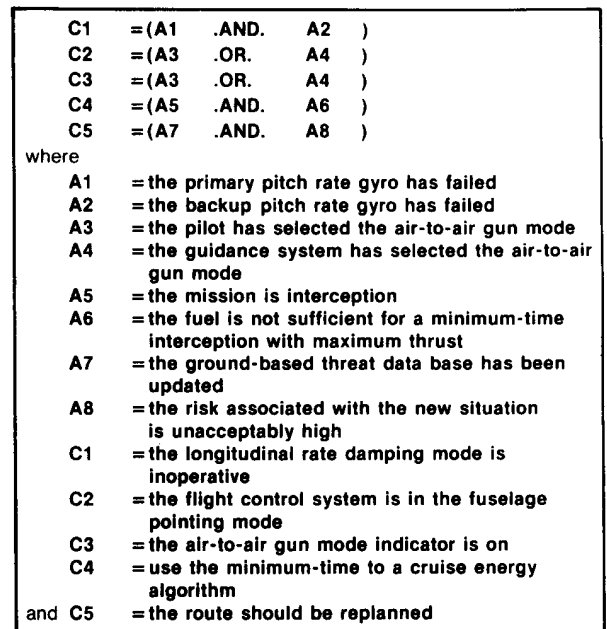 C1 =(A1 .AND. A2 )
C2 =(A3 .OR. A4 )
C3 =(A3 .OR. A4 )
C4 =(A5 .AND. A6 )
C5 =(A7 .AND. A8 )
where
A1 =the primary pitch rate gyro has failed
A2 =the backup pitch rate gyro has failed
A3 =the pilot has selected the air-to-air gun mode
A4 =the guidance system has selected the air-to-air
gun mode
A5 =the mission is interception
A6 =the fuel is not sufficient for a minimum-time
interception with maximum thrust
A7 =the ground-based threat data base has been
updated
A8 =the risk associated with the new situation
is unacceptably high
C1 =the longitudinal rate damping mode is
inoperative
C2 =the flight control system is in the fuselage
pointing mode
C3 =the air-to-air gun mode indicator is on
C4 =use the minimum-time to a cruise energy
algorithm
and C5 =the route should be replanned